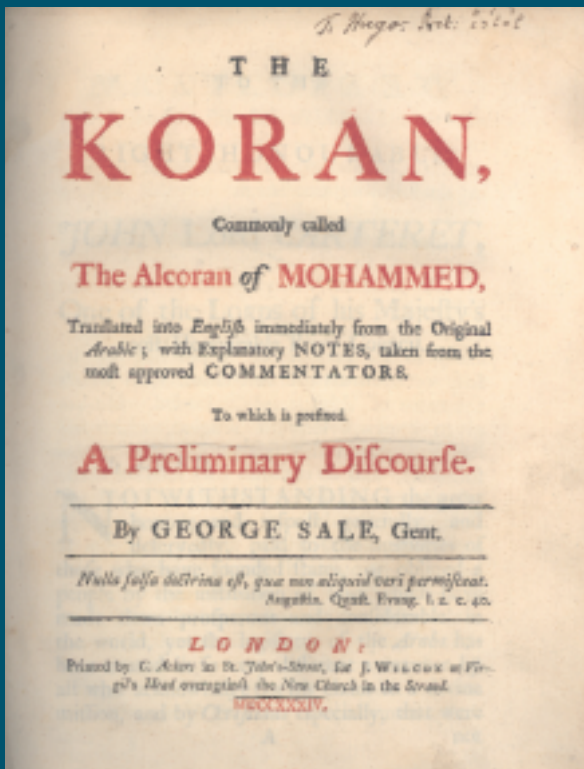 T. Hugo.
THE
KORAN,
Commonly called
The Alcoran of MOHAMMED,
Tranſlated into Engliſh immediately from the Original
Arabic; with Explanatory NOTES, taken from the
moſt approved COMMENTATORS.
To which is prefixed
A Preliminary Diſcourſe.
By GEORGE SALE, Gent.
Nulla falſa doctrina eſt, quæ non aliquid veri permiſceat.
Auguſtin. Quæſt. Evang. l. 2. c. 40.
LONDON:
Printed by C. Ackers in St. John's-Street, for J. WILCOX at Vir-
gil's Head overagainſt the New Church in the Strand.
MDCCXXXIV.